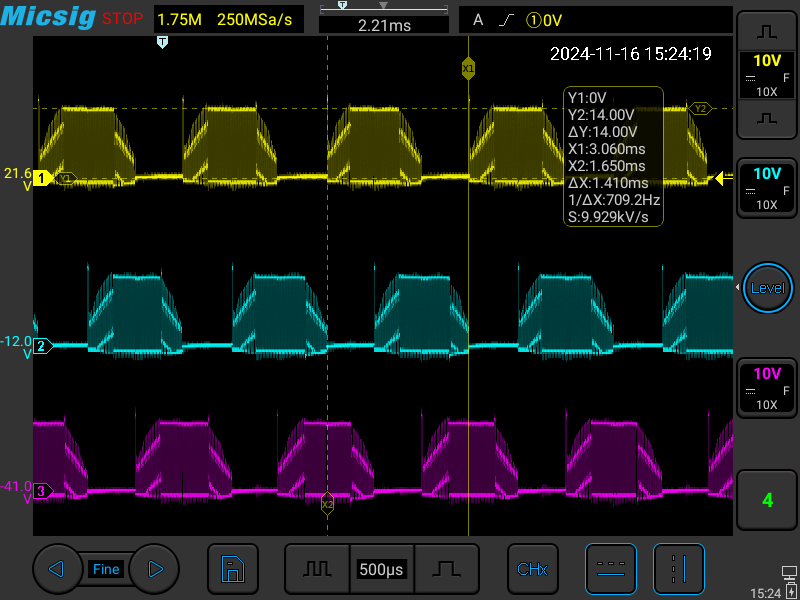 Micsig STOP 1.75M 250MSa/s T 2.21ms A ①0V
T
2024-11-16 15:24:19
X1
10V
F
10X
Y1:0V
Y2:14.00V
ΔY:14.00V
X1:3.060ms
X2:1.650ms
ΔX:1.410ms
1/ΔX:709.2Hz
S:9.929kV/s
Y2
21.6
V
1
Y1
10V
F
10X
Level
-12.0
V
2
10V
F
10X
-41.0
V
3
X2
4
Fine
500µs
CHx
15:24